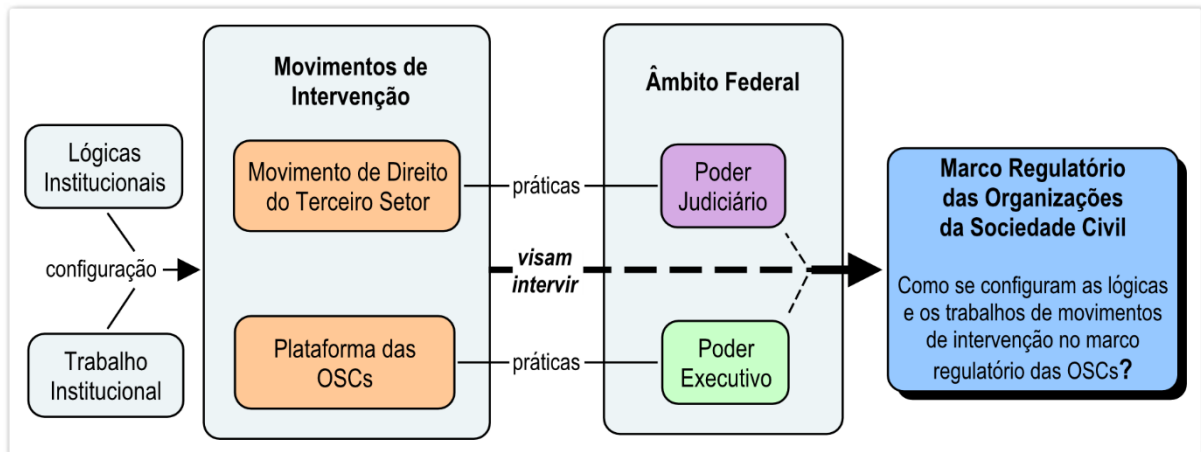 Lógicas
Institucionais
configuração
Trabalho
Institucional
Movimentos de
Intervenção
Movimento de Direito
do Terceiro Setor
Plataforma das
OSCs
práticas
visam
intervir
práticas
Âmbito Federal
Poder
Judiciário
Poder
Executivo
Marco Regulatório
das Organizações
da Sociedade Civil
Como se configuram as lógicas
e os trabalhos de movimentos
de intervenção no marco
regulatório das OSCs?